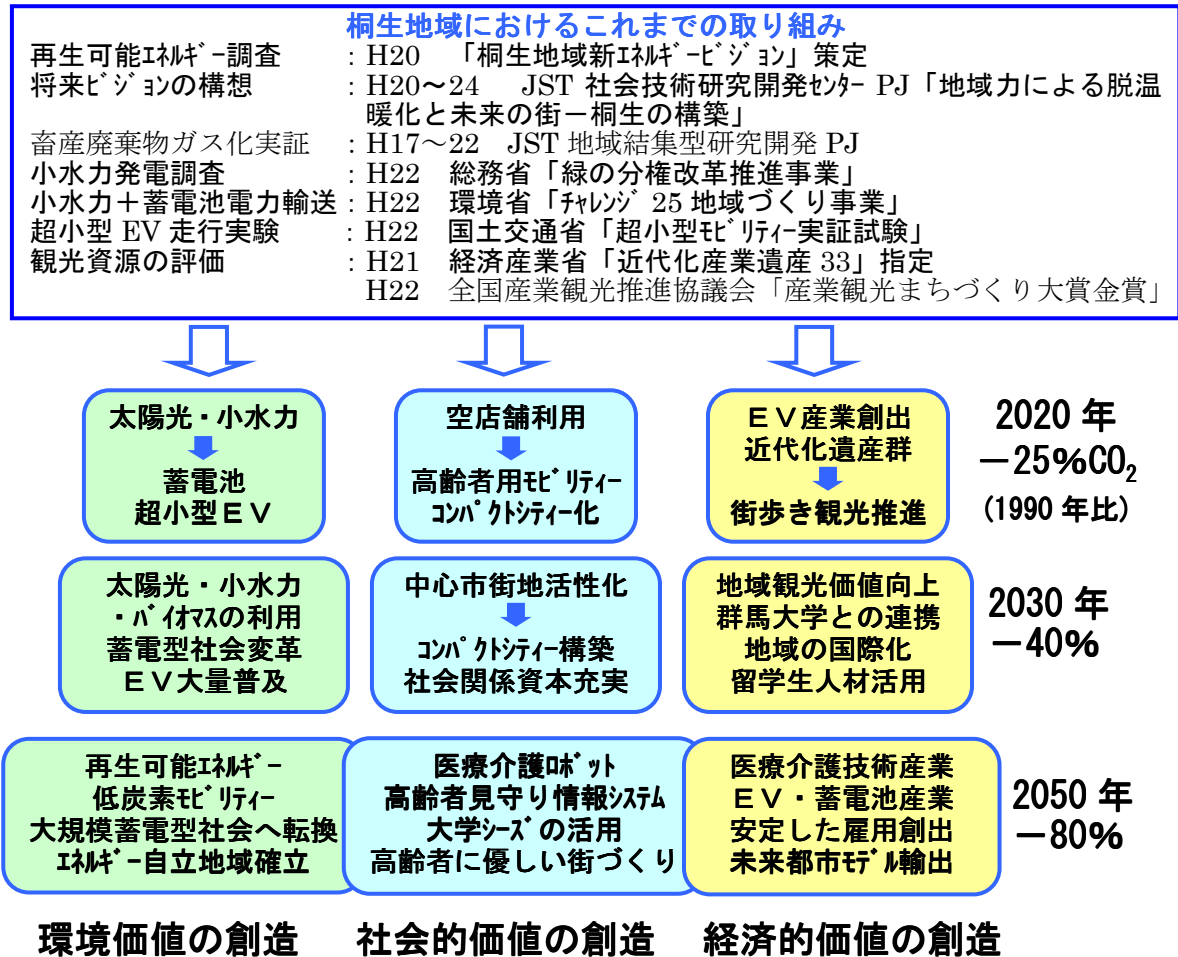 桐生地域におけるこれまでの取り組み
再生可能ｴﾈﾙｷﾞｰ調査　：H20　「桐生地域新ｴﾈﾙｷﾞｰﾋﾞｼﾞｮﾝ」策定
将来ﾋﾞｼﾞｮﾝの構想　：H20～24　JST 社会技術研究開発ｾﾝﾀｰ PJ「地域力による脱温
暖化と未来の街－桐生の構築」
畜産廃棄物ガス化実証　：H17～22　JST 地域結集型研究開発 PJ
小水力発電調査　：H22　総務省「緑の分権改革推進事業」
小水力＋蓄電池電力輸送：H22　環境省「ﾁｬﾚﾝｼﾞ 25 地域づくり事業」
超小型 EV 走行実験　：H22　国土交通省「超小型ﾓﾋﾞﾘﾃｨｰ実証試験」
観光資源の評価　：H21　経済産業省「近代化産業遺産 33」指定
H22　全国産業観光推進協議会「産業観光まちづくり大賞金賞」
太陽光・小水力
蓄電池
超小型ＥＶ
空店舗利用
高齢者用ﾓﾋﾞﾘﾃｨｰ
ｺﾝﾊﾟｸﾄｼﾃｨｰ化
ＥＶ産業創出
近代化遺産群
街歩き観光推進
2020 年
－25%CO₂
(1990 年比)
太陽光・小水力
・ﾊﾞｲｵﾏｽの利用
蓄電型社会変革
ＥＶ大量普及
中心市街地活性化
ｺﾝﾊﾟｸﾄｼﾃｨｰ構築
社会関係資本充実
地域観光価値向上
群馬大学との連携
地域の国際化
留学生人材活用
2030 年
－40%
再生可能ｴﾈﾙｷﾞｰ
低炭素ﾓﾋﾞﾘﾃｨｰ
大規模蓄電型社会へ転換
ｴﾈﾙｷﾞｰ自立地域確立
医療介護ﾛﾎﾞｯﾄ
高齢者見守り情報ｼｽﾃﾑ
大学ｼｰｽﾞの活用
高齢者に優しい街づくり
医療介護技術産業
ＥＶ・蓄電池産業
安定した雇用創出
未来都市ﾓﾃﾞﾙ輸出
2050 年
－80%
環境価値の創造
社会的価値の創造
経済的価値の創造